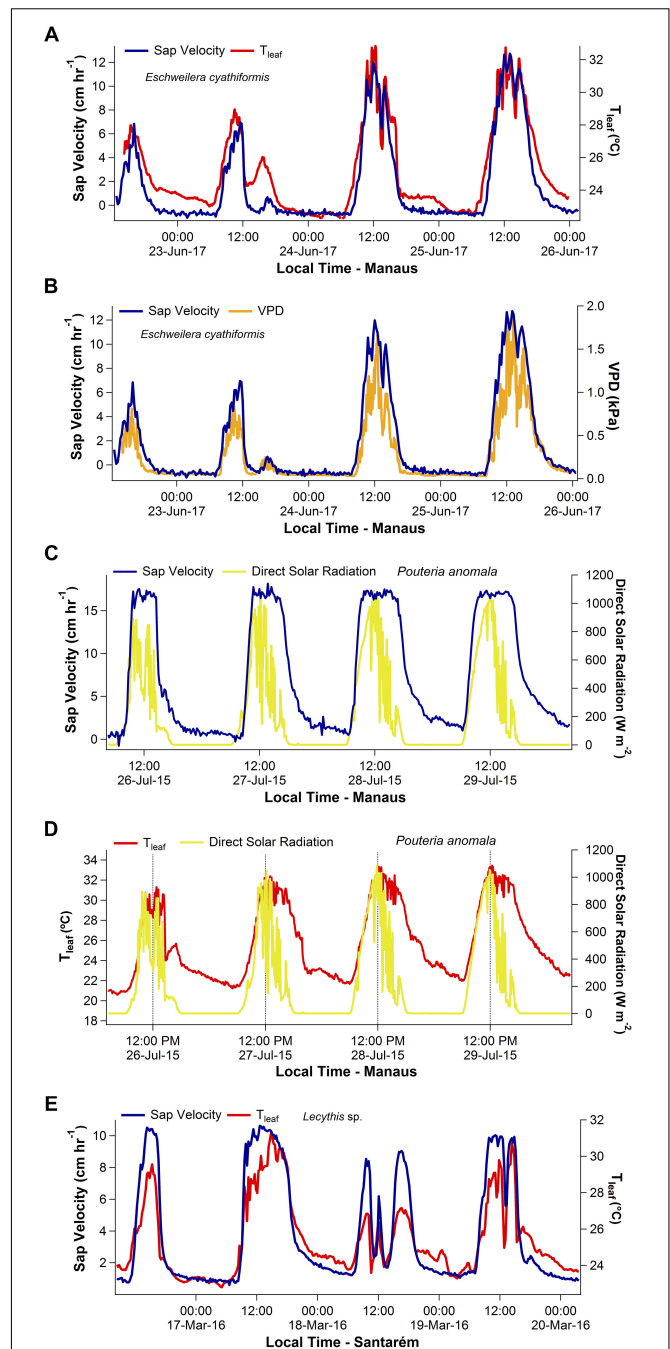 A
Sap Velocity T leaf
Eschweilera cyathiformis
Sap Velocity (cm hr-1)
12
10
8
6
4
2
0
T leaf (ºC)
32
30
28
26
24
00:00 12:00 00:00 12:00 00:00 12:00 00:00
23-Jun-17 24-Jun-17 25-Jun-17 26-Jun-17
Local Time - Manaus
B
Sap Velocity VPD
Eschweilera cyathiformis
Sap Velocity (cm hr-1)
12
10
8
6
4
2
0
VPD (kPa)
2.0
1.5
1.0
0.5
0.0
00:00 12:00 00:00 12:00 00:00 12:00 00:00
23-Jun-17 24-Jun-17 25-Jun-17 26-Jun-17
Local Time - Manaus
C
Sap Velocity Direct Solar Radiation Pouteria anomala
Sap Velocity (cm hr-1)
15
10
5
0
Direct Solar Radiation (W m-2)
1200
1000
800
600
400
200
0
12:00 12:00 12:00 12:00
26-Jul-15 27-Jul-15 28-Jul-15 29-Jul-15
Local Time - Manaus
D
T leaf Direct Solar Radiation Pouteria anomala
T leaf (ºC)
34
32
30
28
26
24
22
20
18
Direct Solar Radiation (W m-2)
1200
1000
800
600
400
200
0
12:00 PM 12:00 PM 12:00 PM 12:00 PM
26-Jul-15 27-Jul-15 28-Jul-15 29-Jul-15
Local Time - Manaus
E
Sap Velocity T leaf Lecythis sp.
Sap Velocity (cm hr-1)
10
8
6
4
2
T leaf (ºC)
32
30
28
26
24
00:00 12:00 00:00 12:00 00:00 12:00 00:00
17-Mar-16 18-Mar-16 19-Mar-16 20-Mar-16
Local Time - Santarém